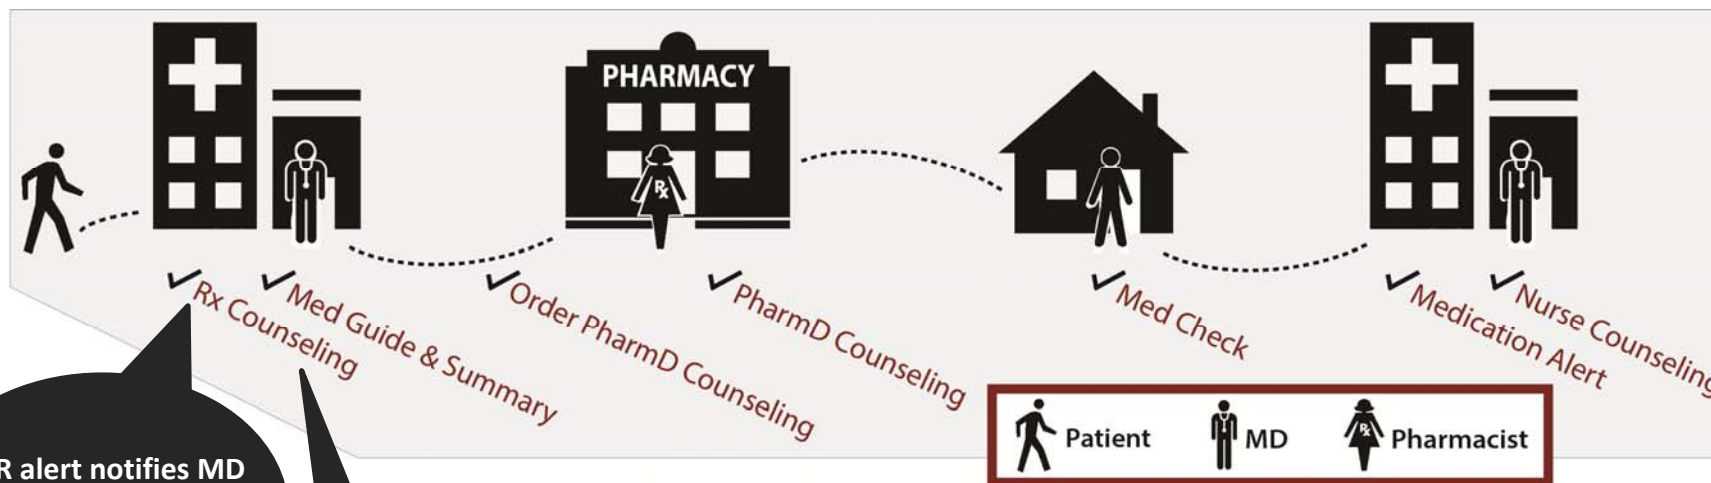 PHARMACY
Rx
Rx Counseling
Med Guide & Summary
Order PharmD Counseling
PharmD Counseling
Med Check
Medication Alert
Nurse Counseling
Patient
MD
Rx
Pharmacist
R alert notifies MD